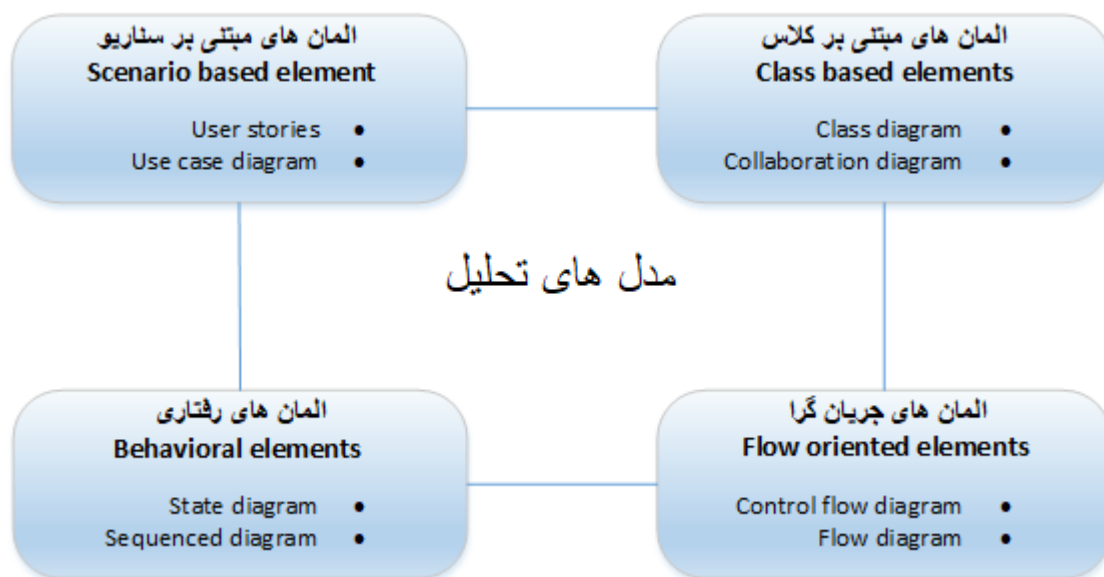 المان های مبتنی بر سناریو
Scenario based element
User stories •
Use case diagram •
المان های مبتنی بر کلاس
Class based elements
Class diagram •
Collaboration diagram •
مدل های تحلیل
المان های رفتاری
Behavioral elements
State diagram •
Sequenced diagram •
المان های جریان گرا
Flow oriented elements
Control flow diagram •
Flow diagram •